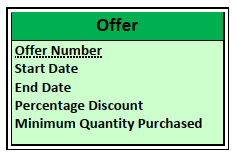 Offer
Offer Number
Start Date
End Date
Percentage Discount
Minimum Quantity Purchased